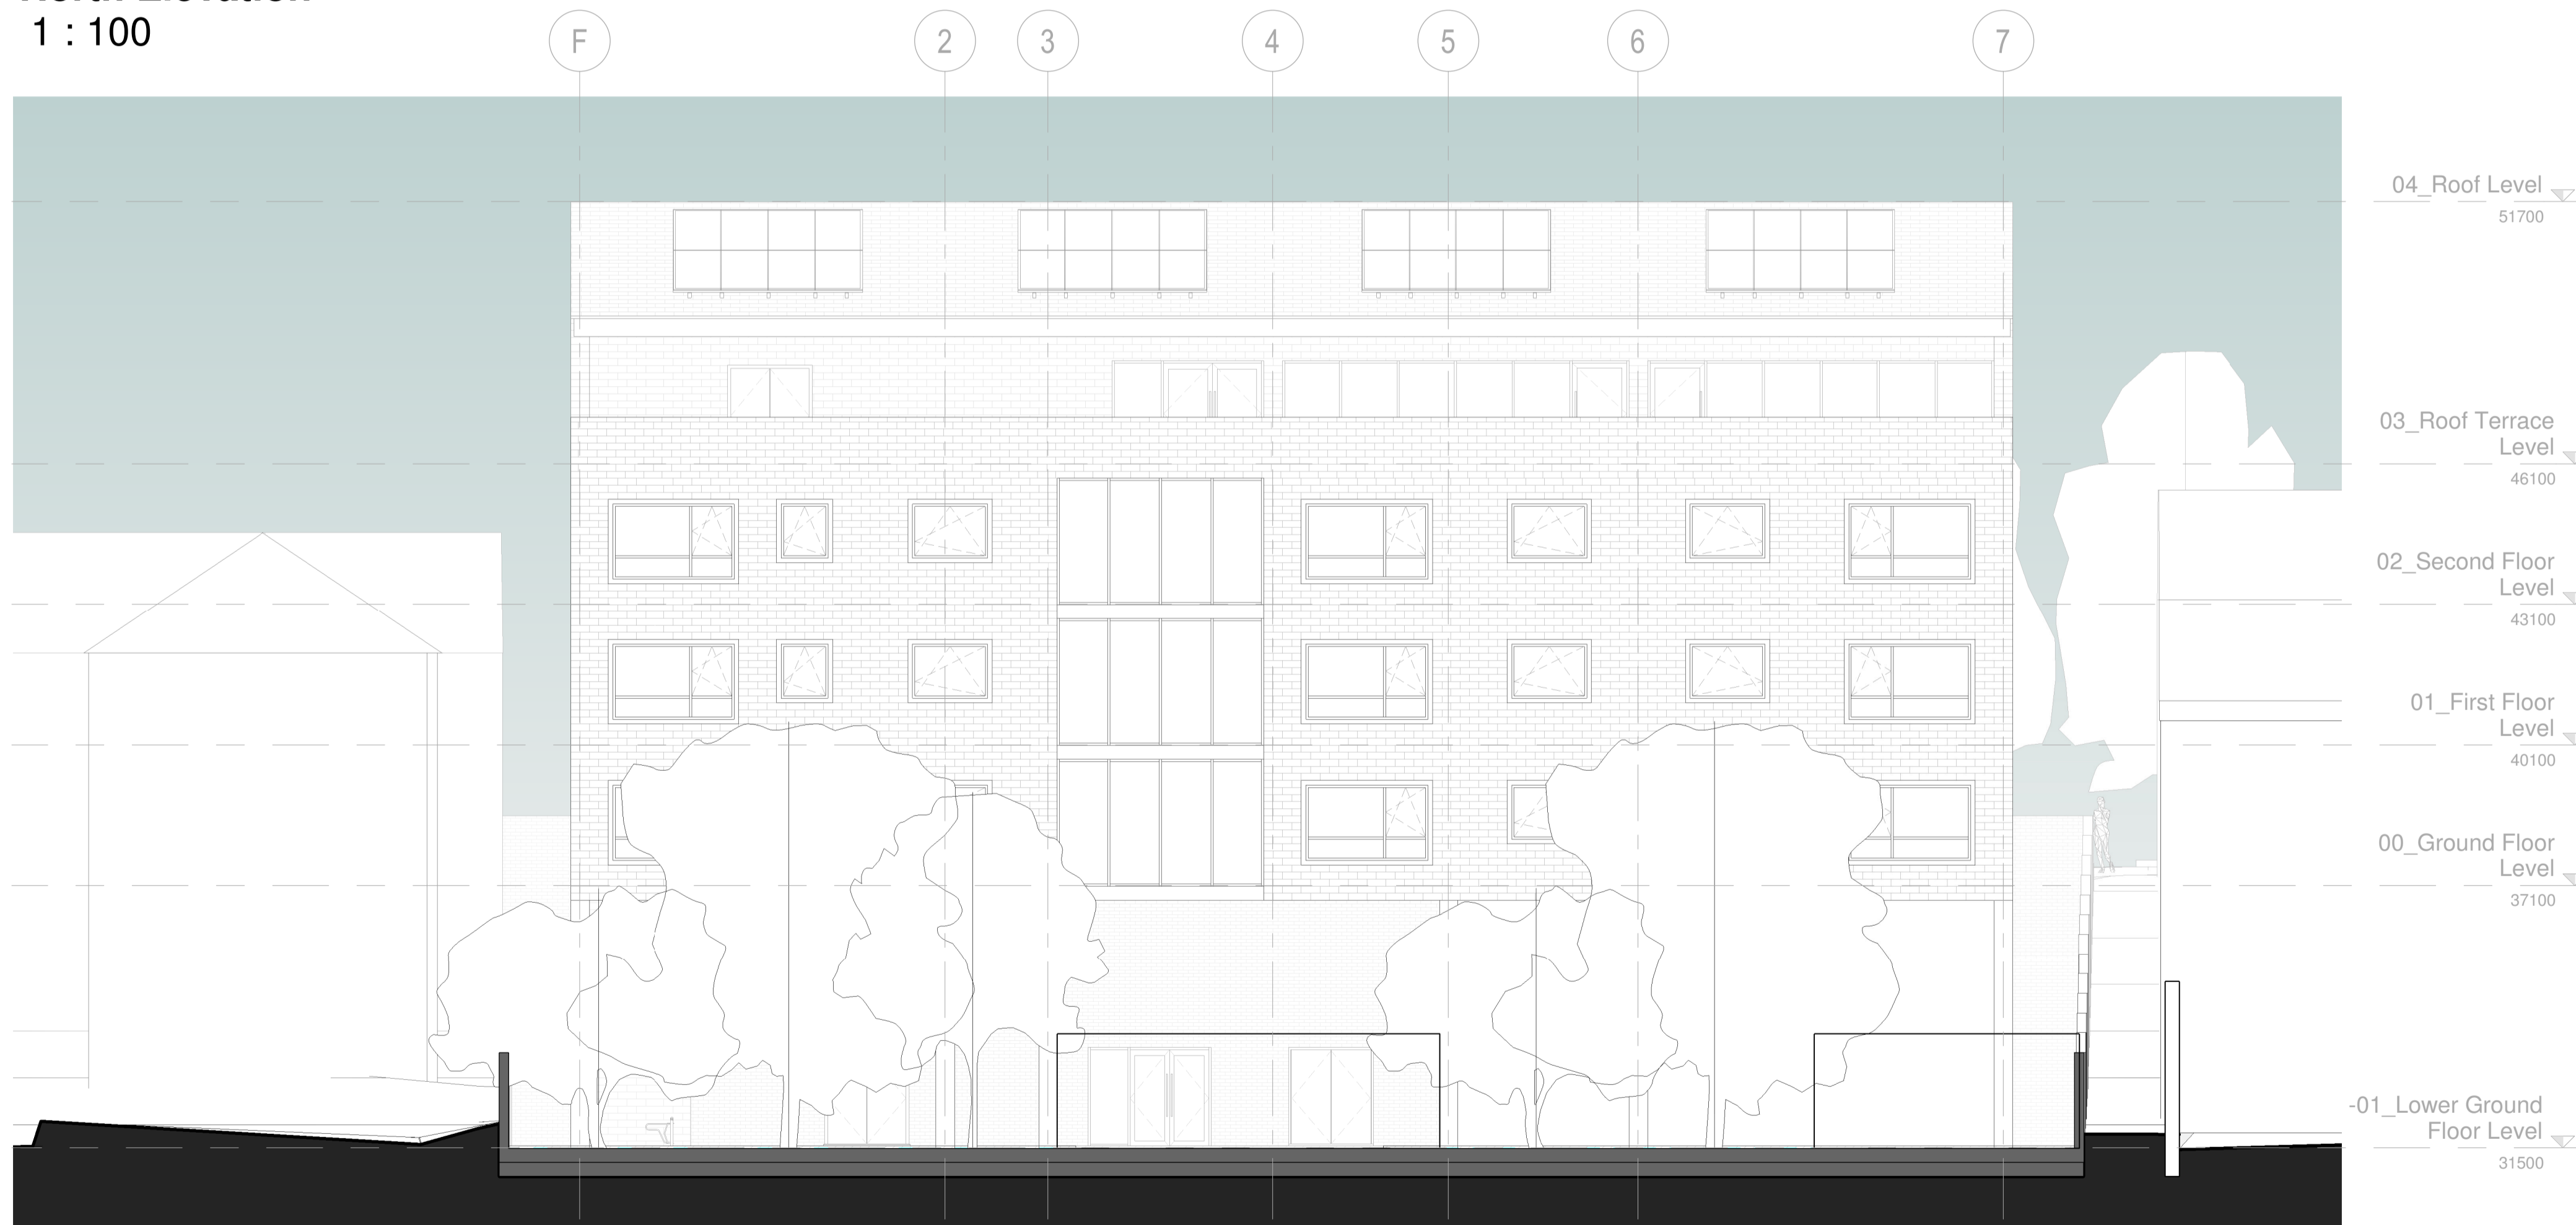 1 : 100
F
2
3
4
5
6
7
04_Roof Level
51700
03_Roof Terrace
Level
46100
02_Second Floor
Level
43100
01_First Floor
Level
40100
00_Ground Floor
Level
37100
-01_Lower Ground
Floor Level
31500